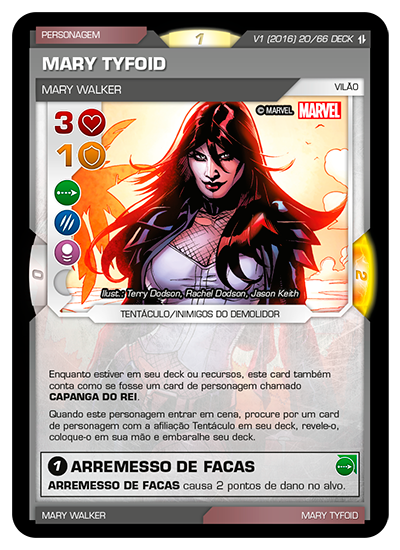 PERSONAGEM
1
V1 (2016) 20/66 DECK
MARY TYFOID
MARY WALKER
VILÃO
© MARVEL MARVEL
3
1
0
2
Ilust.: Terry Dodson, Rachel Dodson, Jason Keith
TENTÁCULO/INIMIGOS DO DEMOLIDOR
Enquanto estiver em seu deck ou recursos, este card também
conta como se fosse um card de personagem chamado
CAPANGA DO REI.
Quando este personagem entrar em cena, procure por um card
de personagem com a afiliação Tentáculo em seu deck, revele-o,
coloque-o em sua mão e embaralhe seu deck.
1 ARREMESSO DE FACAS
ARREMESSO DE FACAS causa 2 pontos de dano no alvo.
MARY WALKER
MARY TYFOID